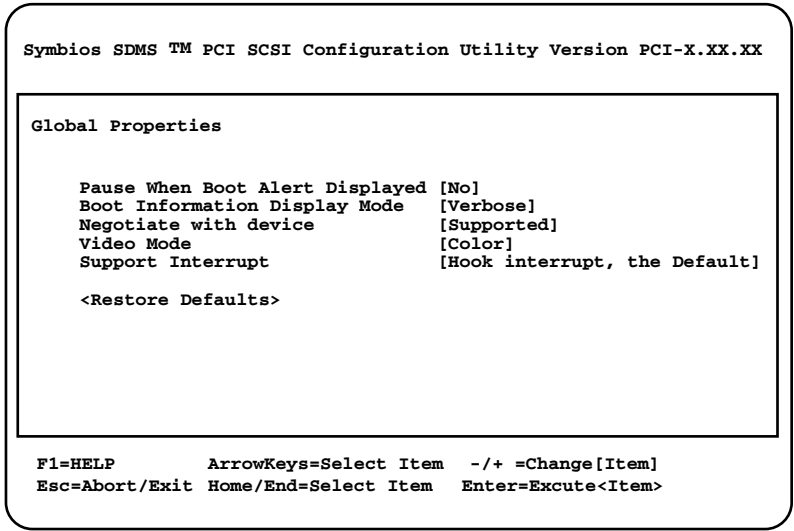 Symbios SDMS TM PCI SCSI Configuration Utility Version PCI-X.XX.XX
Global Properties
Pause When Boot Alert Displayed [No]
Boot Information Display Mode [Verbose]
Negotiate with device [Supported]
Video Mode [Color]
Support Interrupt [Hook interrupt, the Default]
<Restore Defaults>
F1=HELP ArrowKeys=Select Item -/+ =Change[Item]
Esc=Abort/Exit Home/End=Select Item Enter=Excute<Item>